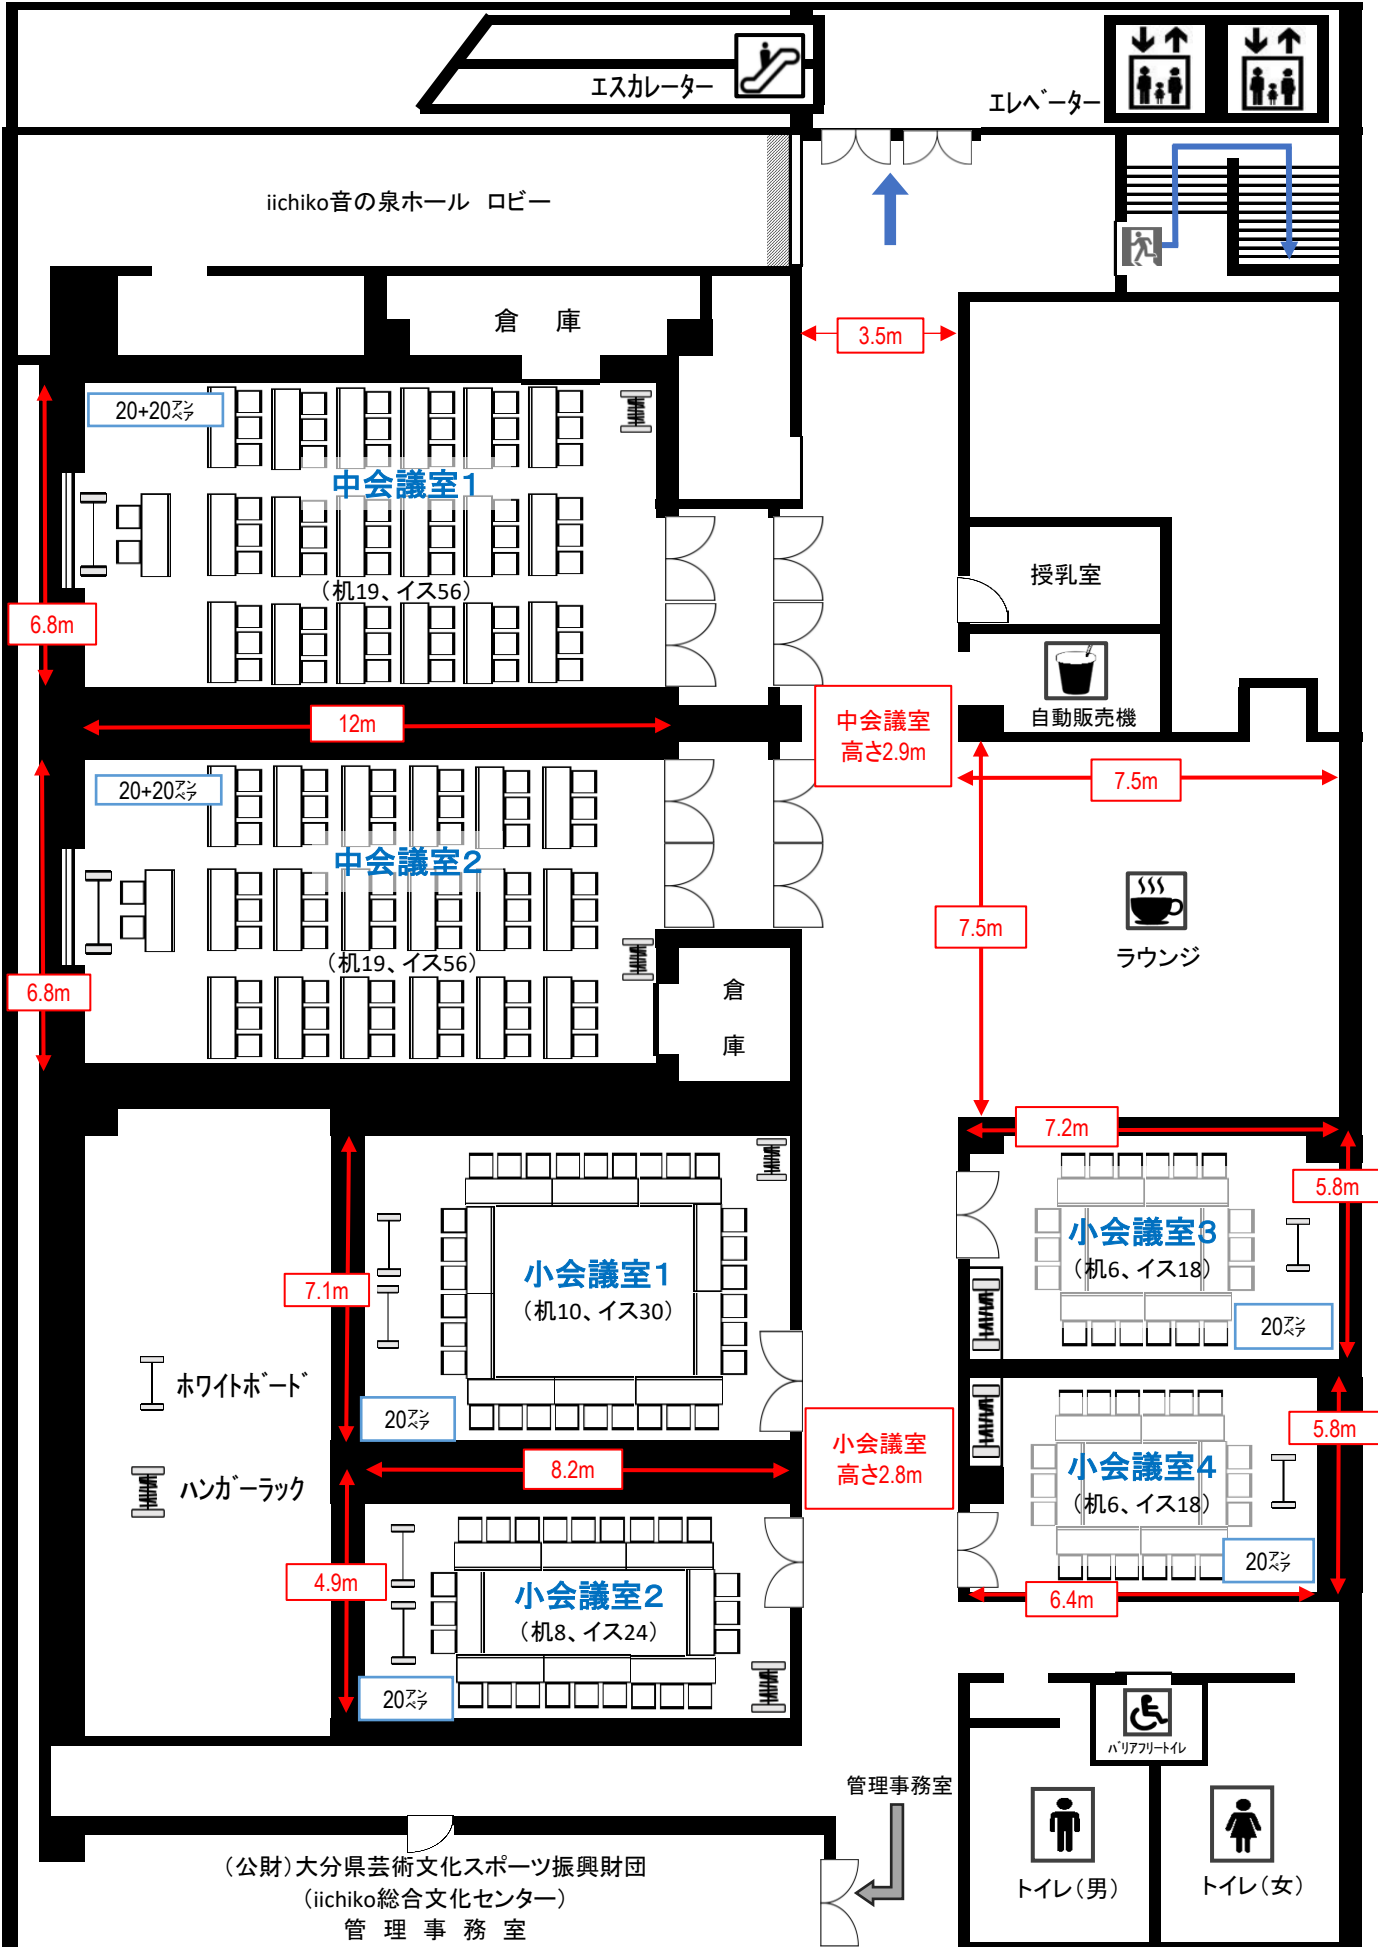 エスカレーター
エレベーター
iichiko音の泉ホール　ロビー
倉　庫
3.5m
20+20アンペア
中会議室1
（机19、イス56）
6.8m
授乳室
自動販売機
12m
中会議室
高さ2.9m
7.5m
20+20アンペア
中会議室2
（机19、イス56）
6.8m
7.5m
ラウンジ
倉
庫
7.2m
5.8m
小会議室1
（机10、イス30）
7.1m
20アンペア
小会議室3
（机6、イス18）
20アンペア
ホワイトボード
ハンガーラック
8.2m
小会議室
高さ2.8m
5.8m
小会議室4
（机6、イス18）
20アンペア
6.4m
4.9m
小会議室2
（机8、イス24）
20アンペア
バリアフリートイレ
管理事務室
トイレ（男）
トイレ（女）
（公財）大分県芸術文化スポーツ振興財団
（iichiko総合文化センター）
管 理 事 務 室